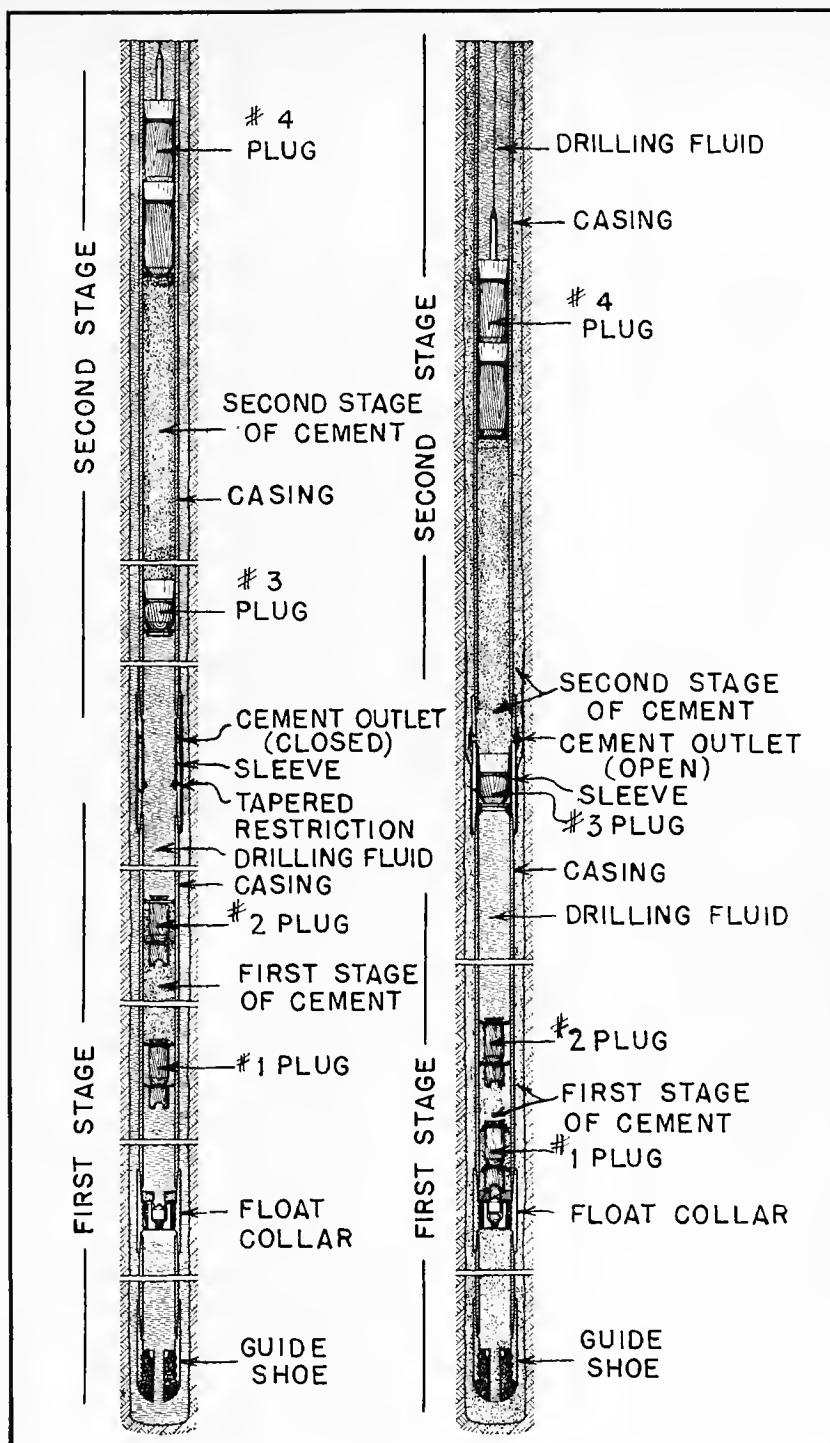 SECOND STAGE
# 4
PLUG
SECOND STAGE
OF CEMENT
CASING
# 3
PLUG
CEMENT OUTLET
(CLOSED)
SLEEVE
TAPERED
RESTRICTION
DRILLING FLUID
CASING
#2 PLUG
FIRST STAGE
OF CEMENT
#1 PLUG
FIRST STAGE
FLOAT
COLLAR
GUIDE
SHOE
SECOND STAGE
DRILLING FLUID
CASING
# 4
PLUG
SECOND STAGE
OF CEMENT
CEMENT OUTLET
(OPEN)
SLEEVE
#3 PLUG
CASING
DRILLING FLUID
#2 PLUG
FIRST STAGE
OF CEMENT
#1 PLUG
FIRST STAGE
FLOAT COLLAR
GUIDE
SHOE